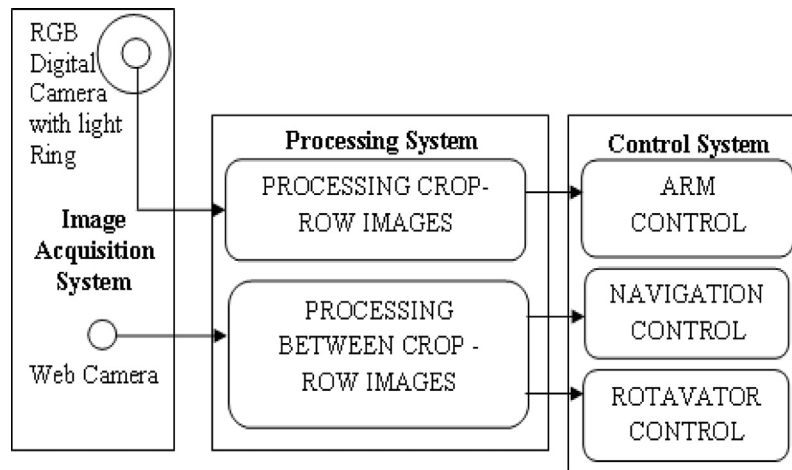 RGB
Digital
Camera
with light
Ring
Image
Acquisition
System
Web Camera
Processing System
PROCESSING CROP-
ROW IMAGES
PROCESSING
BETWEEN CROP -
ROW IMAGES
Control System
ARM
CONTROL
NAVIGATION
CONTROL
ROTAVATOR
CONTROL